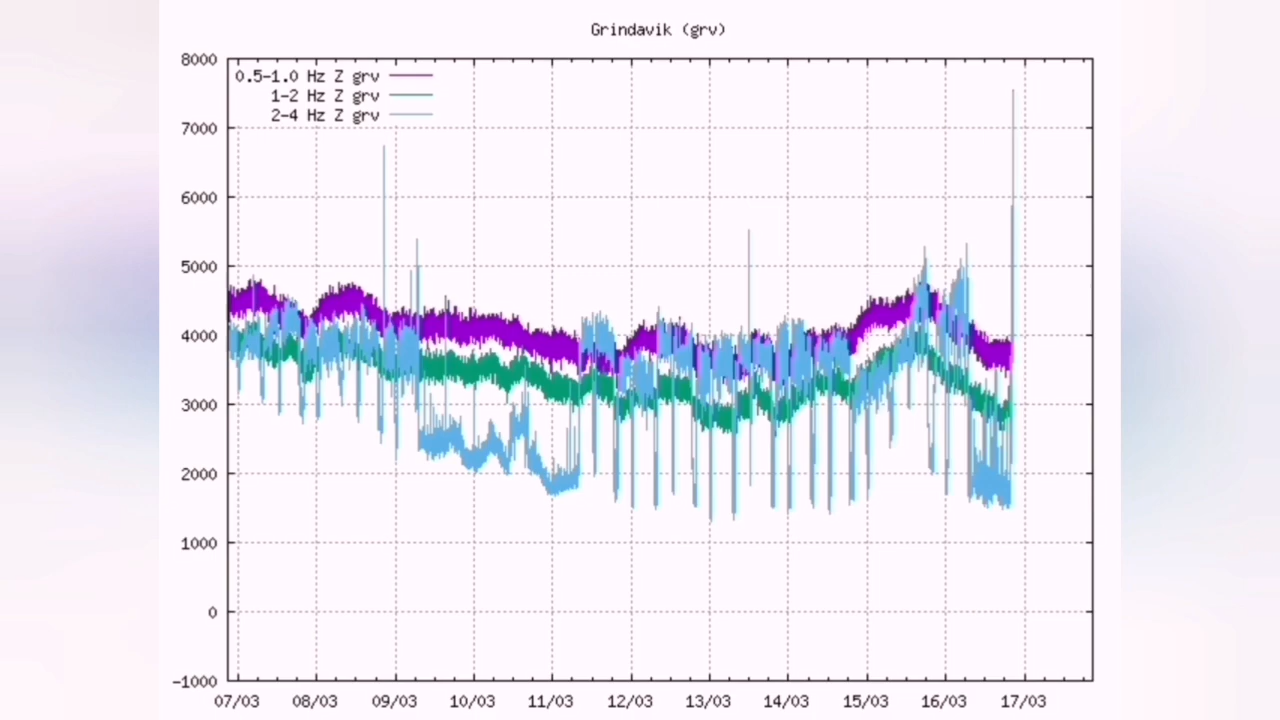 Grindavik (grv)
8000
0.5-1.0 Hz Z grv
1-2 Hz Z grv
2-4 Hz Z grv
7000
6000
5000
4000
3000
2000
1000
0
-1000
07/03 08/03 09/03 10/03 11/03 12/03 13/03 14/03 15/03 16/03 17/03